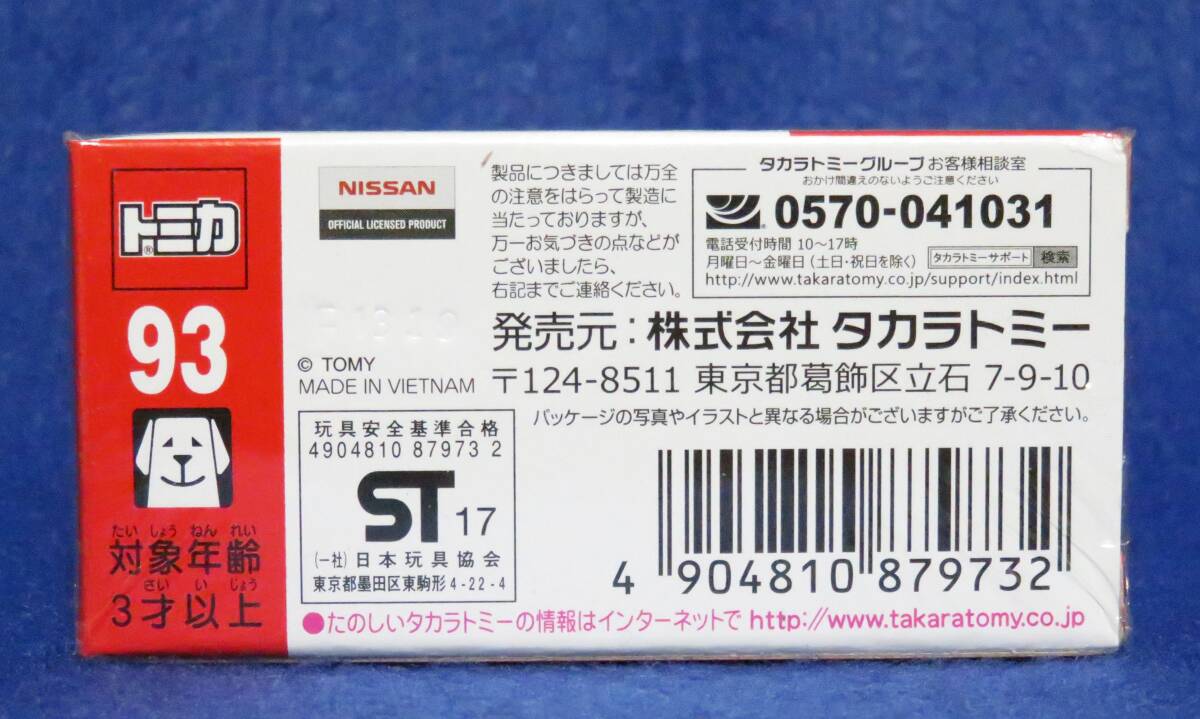 トミカ®
93
たいしょうねんれい
対象年齢
さいいじょう
3才以上
NISSAN
OFFICIAL LICENSED PRODUCT
© TOMY
MADE IN VIETNAM
玩具安全基準合格
4904810 87973 2
ST 17
(一社)日本玩具協会
東京都墨田区東駒形4-22-4
製品につきましては万全
の注意をはらって製造に
当たっておりますが、
万一お気づきの点などが
ございましたら、
右記までご連絡ください。
タカラトミーグループ お客様相談室
おかけ間違えのないようご注意ください
0570-041031
電話受付時間 10〜17時
月曜日〜金曜日(土日・祝日を除く) タカラトミーサポート 検索
http://www.takaratomy.co.jp/support/index.html
発売元:株式会社 タカラトミー
〒124-8511 東京都葛飾区立石 7-9-10
パッケージの写真やイラストと異なる場合がございますがご了承ください。
4 904810 879732
●たのしいタカラトミーの情報はインターネットで http://www.takaratomy.co.jp